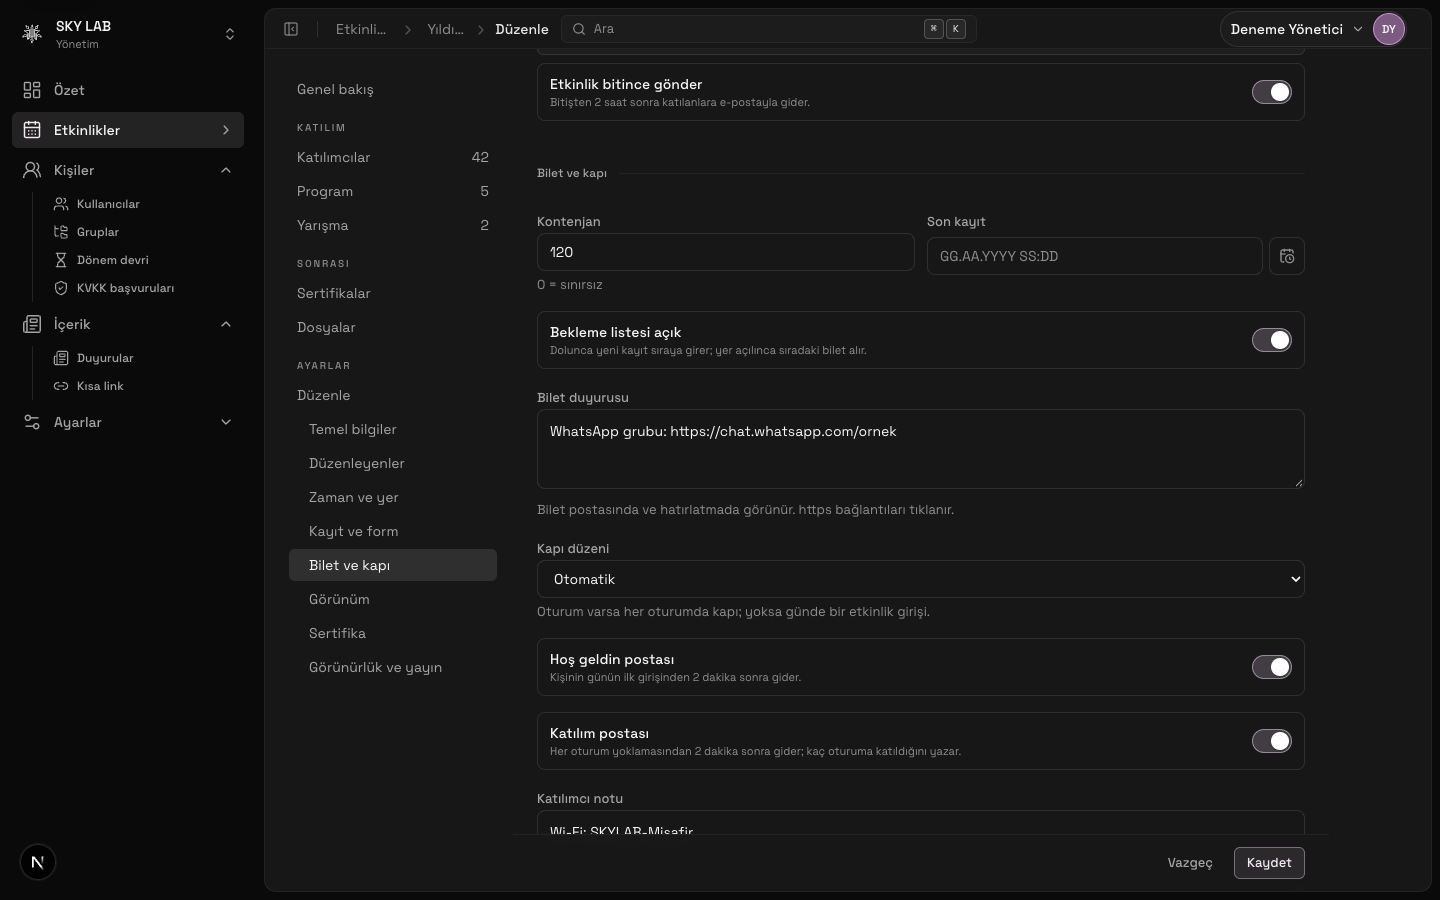 SKY LAB
Yönetim
Özet
Etkinlikler
Kişiler
Kullanıcılar
Gruplar
Dönem devri
KVKK başvuruları
İçerik
Duyurular
Kısa link
Ayarlar
N
Etkinli...
Yıldı...
Düzenle
Ara
⌘ K
Deneme Yönetici
DY
Genel bakış
KATILIM
Katılımcılar 42
Program 5
Yarışma 2
SONRASI
Sertifikalar
Dosyalar
AYARLAR
Düzenle
Temel bilgiler
Düzenleyenler
Zaman ve yer
Kayıt ve form
Bilet ve kapı
Görünüm
Sertifika
Görünürlük ve yayın
Etkinlik bitince gönder
Bitişten 2 saat sonra katılanlara e-postayla gider.
Bilet ve kapı
Kontenjan
120
0 = sınırsız
Son kayıt
GG.AA.YYYY SS:DD
Bekleme listesi açık
Dolunca yeni kayıt sıraya girer; yer açılınca sıradaki bilet alır.
Bilet duyurusu
WhatsApp grubu: https://chat.whatsapp.com/ornek
Bilet postasında ve hatırlatmada görünür. https bağlantıları tıklanır.
Kapı düzeni
Otomatik
Oturum varsa her oturumda kapı; yoksa günde bir etkinlik girişi.
Hoş geldin postası
Kişinin günün ilk girişinden 2 dakika sonra gider.
Katılım postası
Her oturum yoklamasından 2 dakika sonra gider; kaç oturuma katıldığını yazar.
Katılımcı notu
Wi-Fi: SKYLAB-Misafir
Vazgeç
Kaydet